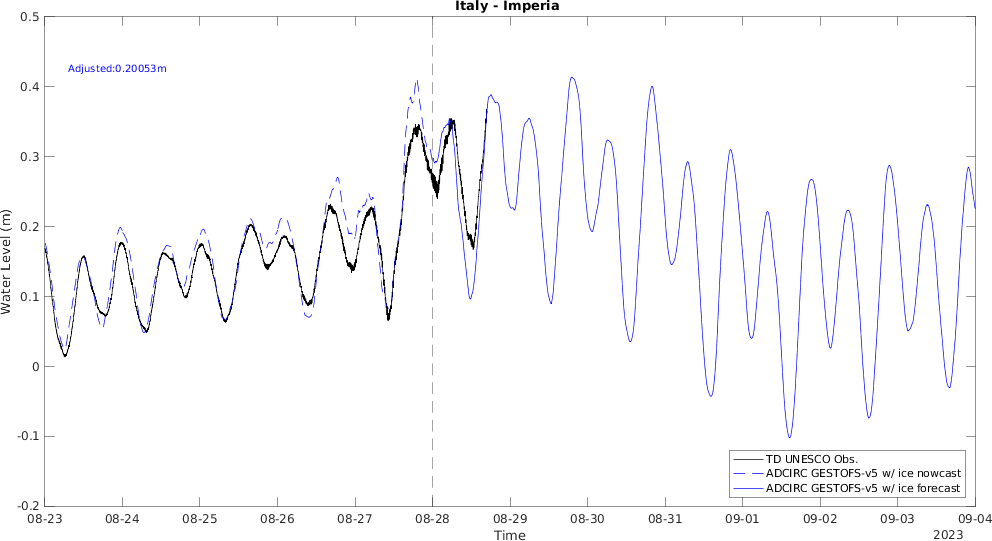 Italy - Imperia
Adjusted:0.20053m
Water Level (m)
0.5
0.4
0.3
0.2
0.1
0
-0.1
-0.2
TD UNESCO Obs.
ADCIRC GESTOFS-v5 w/ ice nowcast
ADCIRC GESTOFS-v5 w/ ice forecast
08-23 08-24 08-25 08-26 08-27 08-28 08-29 08-30 08-31 09-01 09-02 09-03 09-04
Time
2023